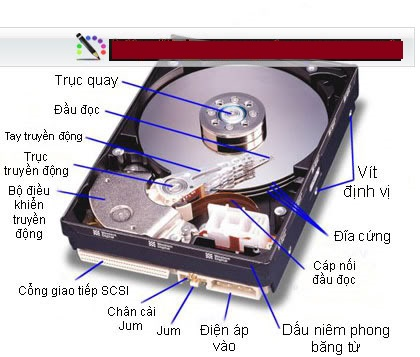 Trục quay
Đầu đọc
Tay truyền động
Trục
truyền động
Bộ điều
khiển
truyền
động
Vít
định vị
Đĩa cứng
Cáp nối
đầu đọc
Cổng giao tiếp SCSI
Chân cài
Jum
Jum
Điện áp
vào
Dấu niêm phong
băng từ